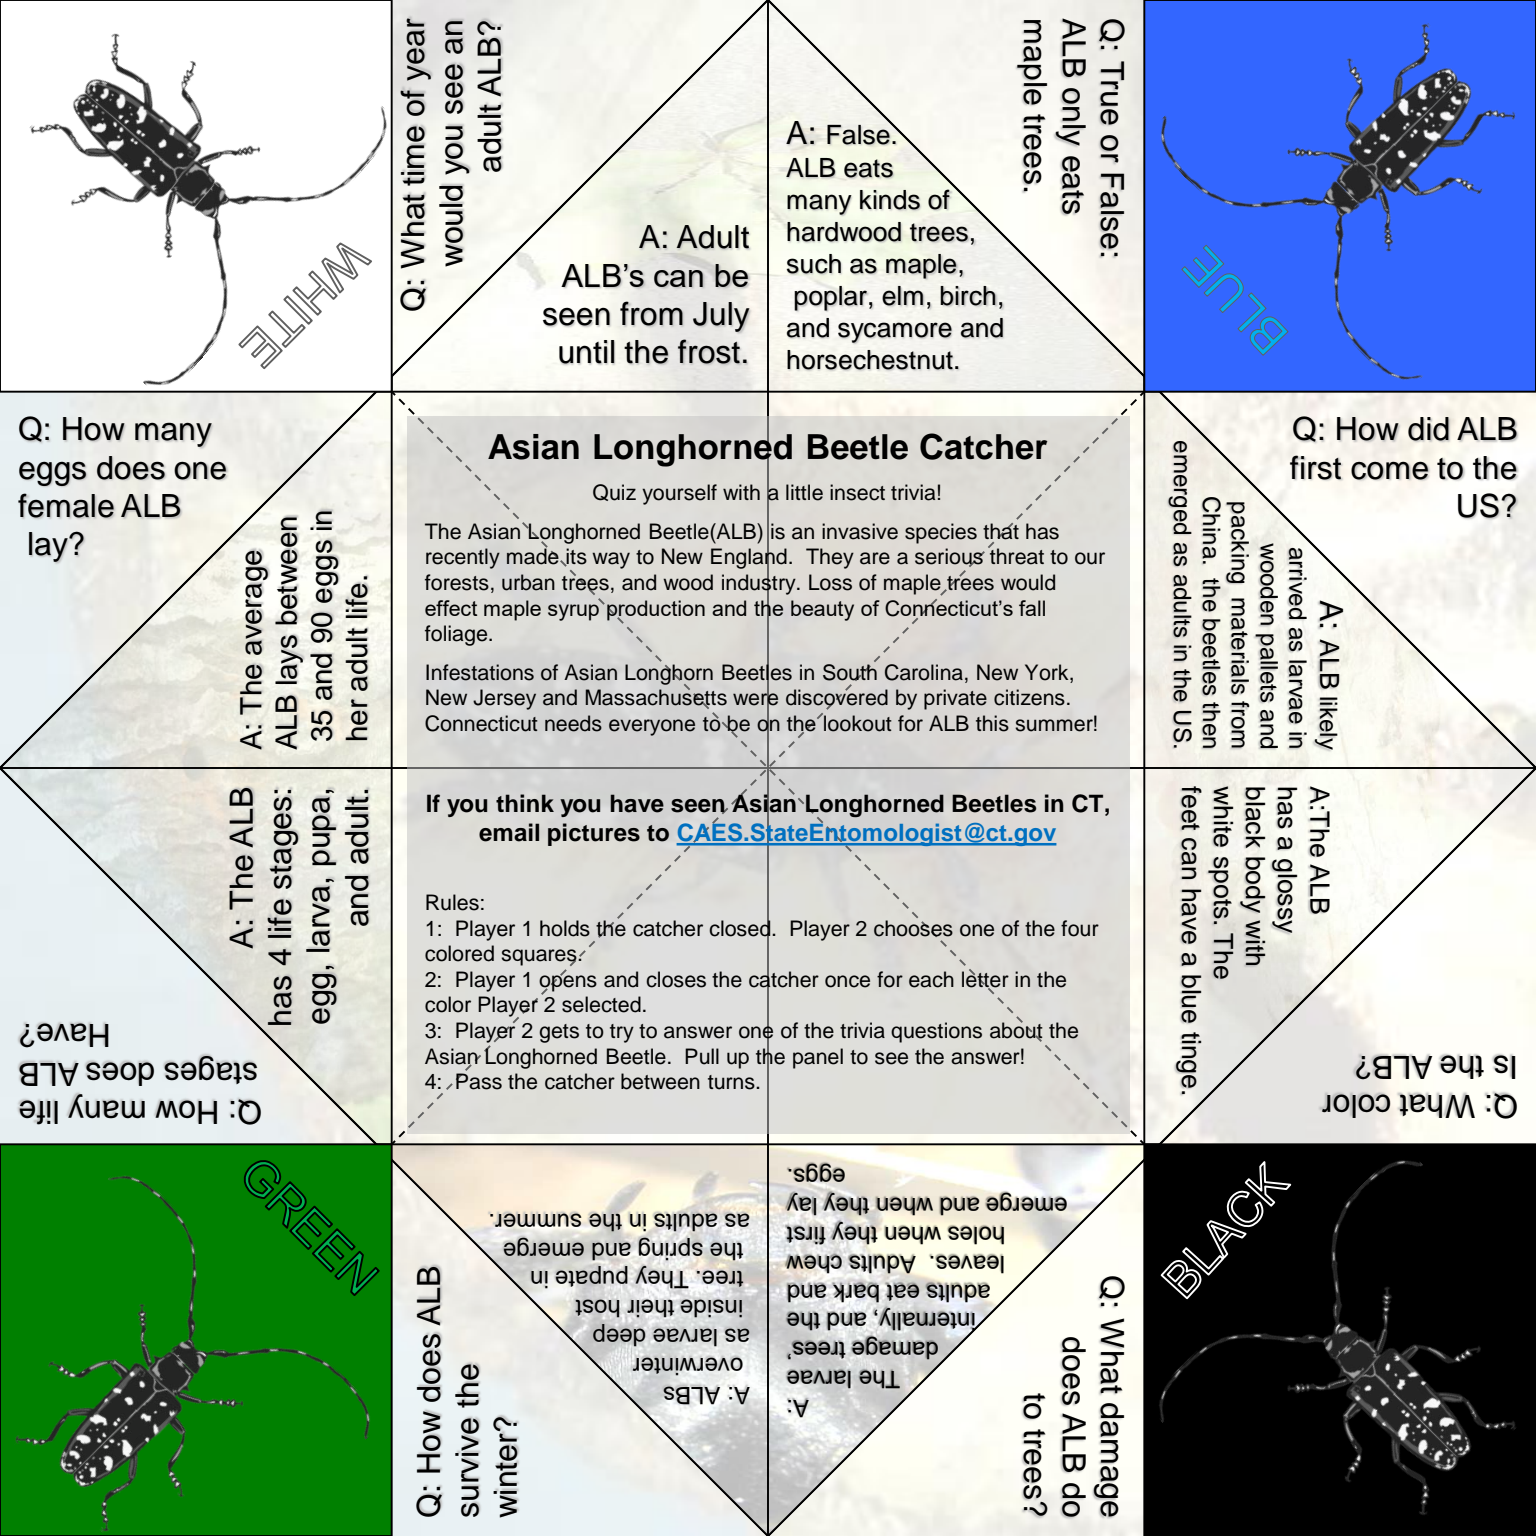 WHITE
Q: What time of year
would you see an
adult ALB?
A: Adult
ALB’s can be
seen from July
until the frost.
Q: True or False:
ALB only eats
maple trees.
A: False.
ALB eats
many kinds of
hardwood trees,
such as maple,
poplar, elm, birch,
and sycamore and
horsechestnut.
BLUE
Q: How many
eggs does one
female ALB
lay?
A: The average
ALB lays between
35 and 90 eggs in
her adult life.
Asian Longhorned Beetle Catcher
Quiz yourself with a little insect trivia!
The Asian Longhorned Beetle(ALB) is an invasive species that has
recently made its way to New England.  They are a serious threat to our
forests, urban trees, and wood industry. Loss of maple trees would
effect maple syrup production and the beauty of Connecticut’s fall
foliage.
Infestations of Asian Longhorn Beetles in South Carolina, New York,
New Jersey and Massachusetts were discovered by private citizens.
Connecticut needs everyone to be on the lookout for ALB this summer!
Q: How did ALB
first come to the
US?
A: ALB likely
arrived as larvae in
wooden pallets and
packing  materials from
China.  the beetles then
emerged as adults in the US.
A: The ALB
has 4 life stages:
egg, larva, pupa,
and adult.
Q: How many life
stages does ALB
Have?
If you think you have seen Asian Longhorned Beetles in CT,
email pictures to CAES.StateEntomologist@ct.gov
Rules:
1:  Player 1 holds the catcher closed.  Player 2 chooses one of the four
colored squares.
2:  Player 1 opens and closes the catcher once for each letter in the
color Player 2 selected.
3:  Player 2 gets to try to answer one of the trivia questions about the
Asian Longhorned Beetle.  Pull up the panel to see the answer!
4:  Pass the catcher between turns.
A:The ALB
has a glossy
black body with
white spots. The
feet can have a blue tinge.
Q: What color
Is the ALB?
GREEN
Q: How does ALB
survive the
winter?
A: ALBs
overwinter
as larvae deep
inside their host
tree. They pupate in
the spring and emerge
as adults in the summer.
A:
The larvae
damage trees’
internally, and the
adults eat bark and
leaves.  Adults chew
holes when they first
emerge and when they lay
eggs.
Q: What damage
does ALB do
to trees?
BLACK